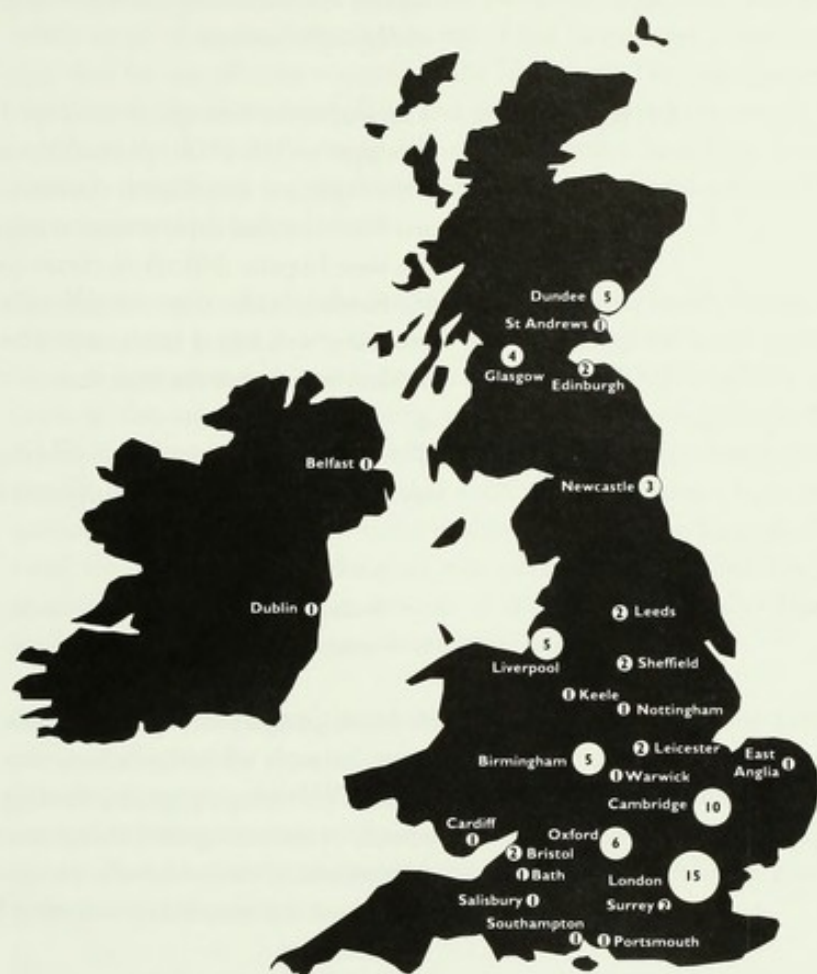 Dundee 5
St Andrews 1
4
Glasgow
2
Edinburgh
Belfast 1
Newcastle 3
Dublin 1
2 Leeds
5
Liverpool
2 Sheffield
1 Keele
1 Nottingham
Birmingham 5
2 Leicester
East
Anglia 1
1 Warwick
Cambridge 10
Cardiff
1
Oxford 6
2 Bristol
1 Bath
London 15
Salisbury 1
Surrey 2
Southampton
1
1 Portsmouth